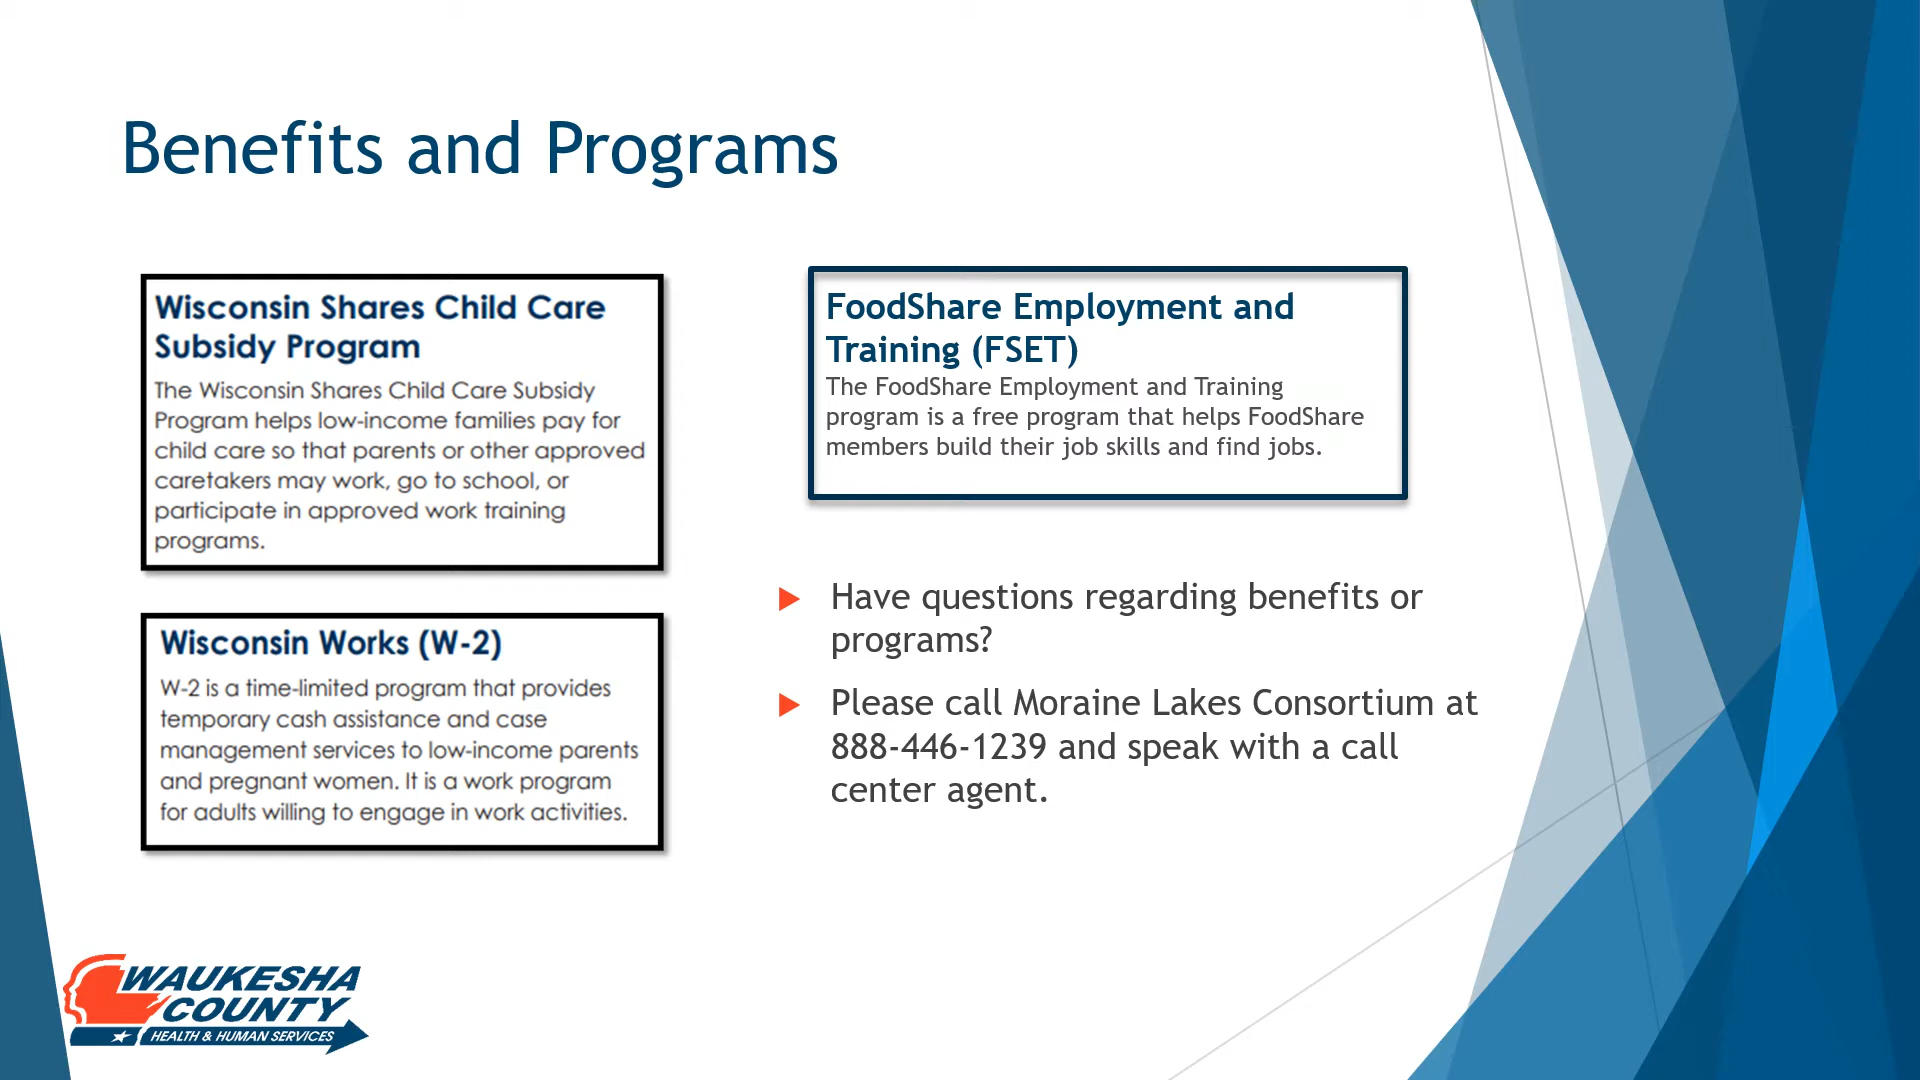 Benefits and Programs
Wisconsin Shares Child Care
Subsidy Program
The Wisconsin Shares Child Care Subsidy
Program helps low-income families pay for
child care so that parents or other approved
caretakers may work, go to school, or
participate in approved work training
programs.
Wisconsin Works (W-2)
W-2 is a time-limited program that provides
temporary cash assistance and case
management services to low-income parents
and pregnant women. It is a work program
for adults willing to engage in work activities.
FoodShare Employment and
Training (FSET)
The FoodShare Employment and Training
program is a free program that helps FoodShare
members build their job skills and find jobs.
Have questions regarding benefits or
programs?
Please call Moraine Lakes Consortium at
888-446-1239 and speak with a call
center agent.
WAUKESHA
COUNTY
HEALTH & HUMAN SERVICES